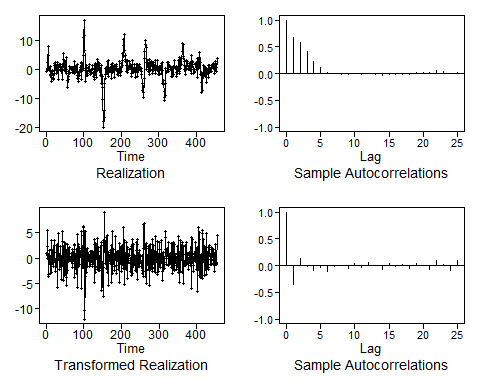 10
0
-10
-20
0 100 200 300 400
Time
Realization
1.0
0.5
0.0
-0.5
-1.0
0 5 10 15 20 25
Lag
Sample Autocorrelations
5
0
-5
-10
0 100 200 300 400
Time
Transformed Realization
1.0
0.5
0.0
-0.5
-1.0
0 5 10 15 20 25
Lag
Sample Autocorrelations